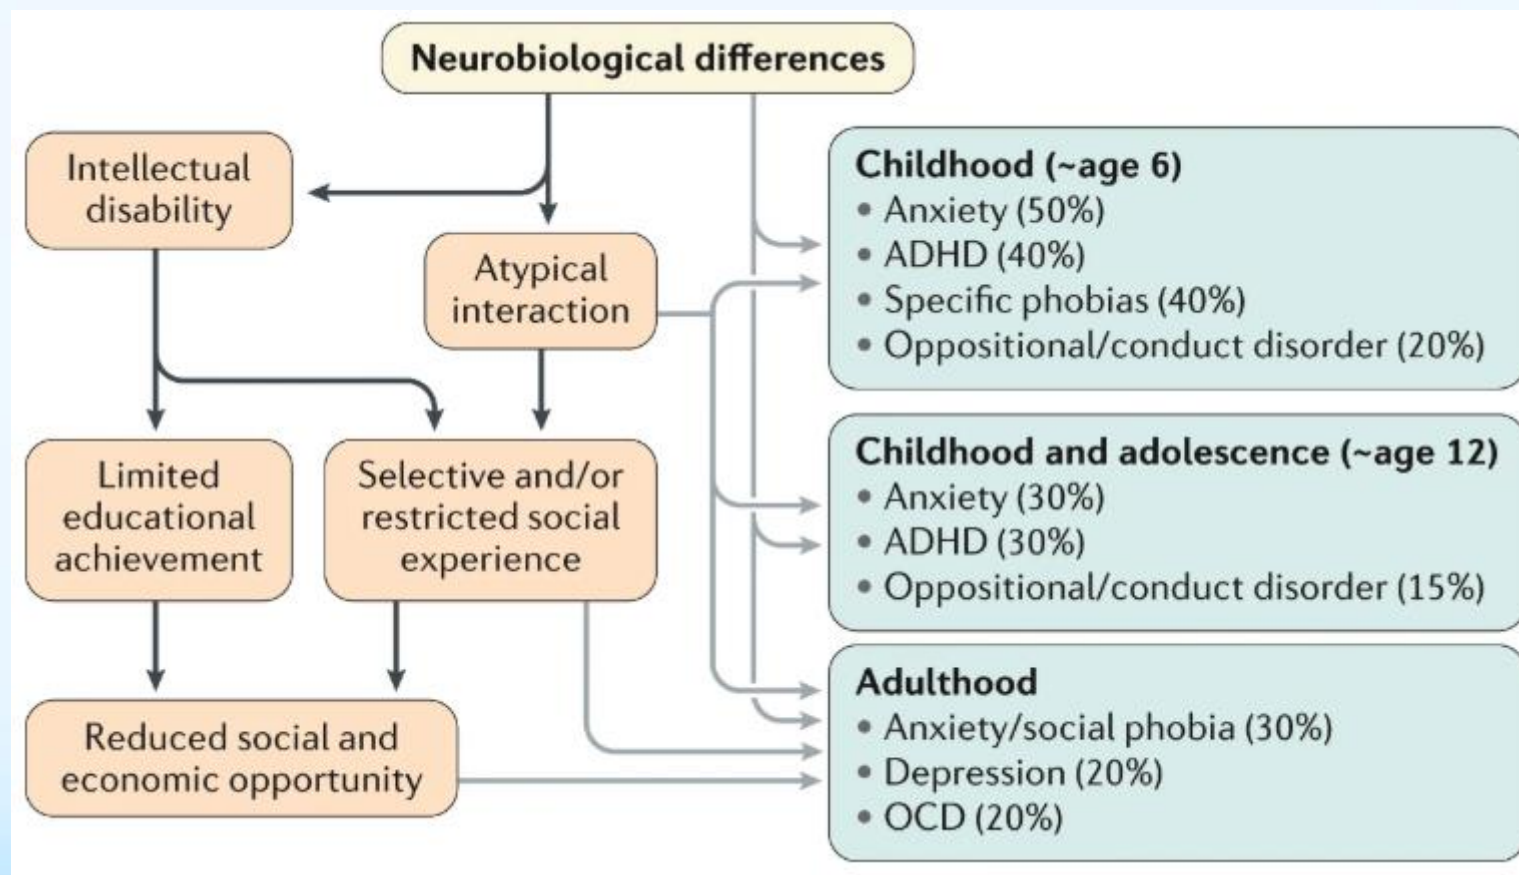 Neurobiological differences
Intellectual
disability
Atypical
interaction
Limited
educational
achievement
Selective and/or
restricted social
experience
Reduced social and
economic opportunity
Childhood (~age 6)
• Anxiety (50%)
• ADHD (40%)
• Specific phobias (40%)
• Oppositional/conduct disorder (20%)
Childhood and adolescence (~age 12)
• Anxiety (30%)
• ADHD (30%)
• Oppositional/conduct disorder (15%)
Adulthood
• Anxiety/social phobia (30%)
• Depression (20%)
• OCD (20%)